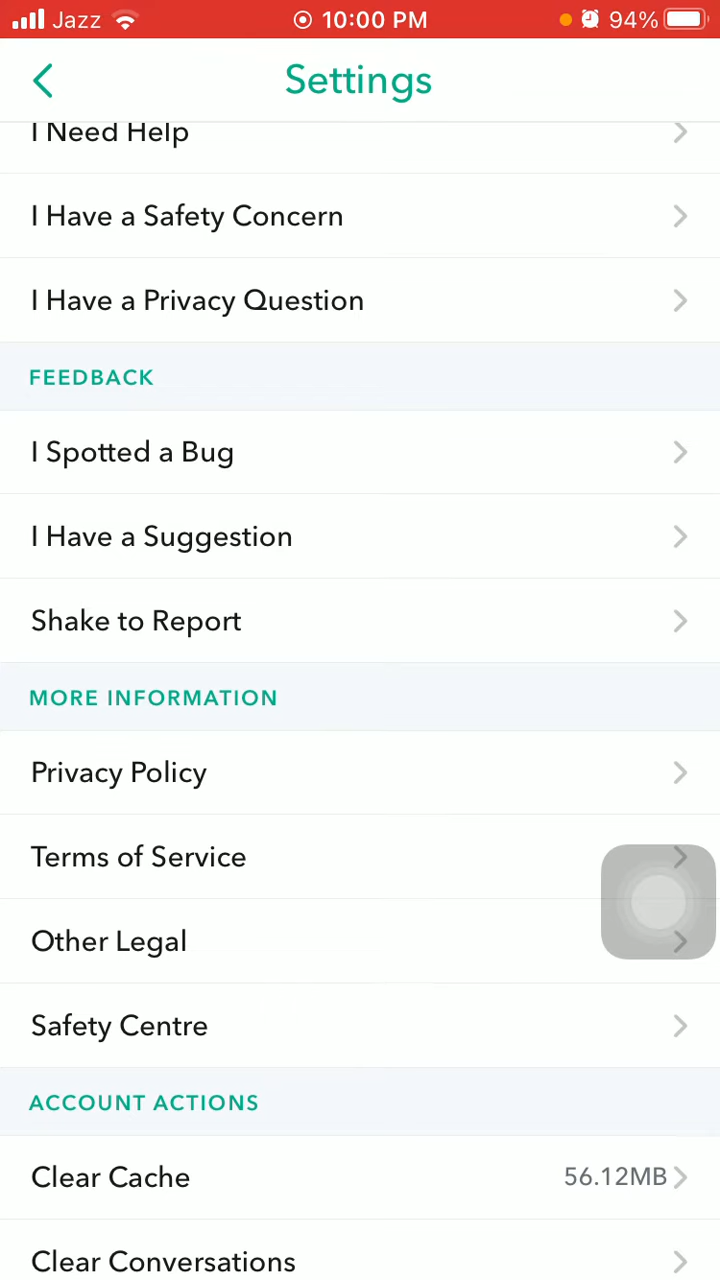 Jazz 10:00 PM 94%
Settings
I Need Help
I Have a Safety Concern
I Have a Privacy Question
FEEDBACK
I Spotted a Bug
I Have a Suggestion
Shake to Report
MORE INFORMATION
Privacy Policy
Terms of Service
Other Legal
Safety Centre
ACCOUNT ACTIONS
Clear Cache 56.12MB
Clear Conversations